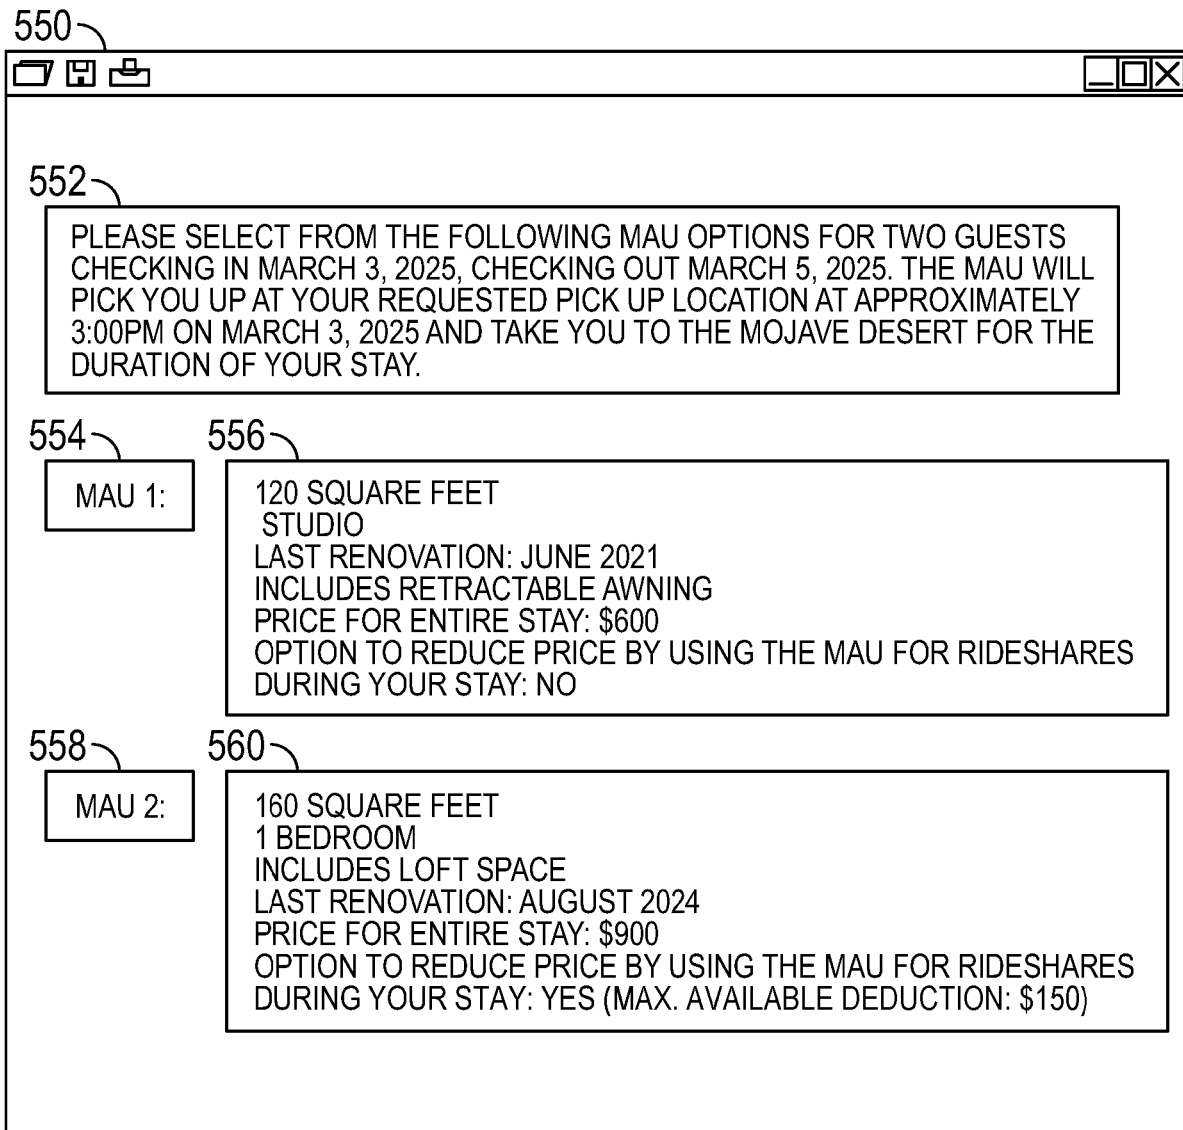 550
552
PLEASE SELECT FROM THE FOLLOWING MAU OPTIONS FOR TWO GUESTS
CHECKING IN MARCH 3, 2025, CHECKING OUT MARCH 5, 2025. THE MAU WILL
PICK YOU UP AT YOUR REQUESTED PICK UP LOCATION AT APPROXIMATELY
3:00PM ON MARCH 3, 2025 AND TAKE YOU TO THE MOJAVE DESERT FOR THE
DURATION OF YOUR STAY.
554
MAU 1:
556
120 SQUARE FEET
STUDIO
LAST RENOVATION: JUNE 2021
INCLUDES RETRACTABLE AWNING
PRICE FOR ENTIRE STAY: $600
OPTION TO REDUCE PRICE BY USING THE MAU FOR RIDESHARES
DURING YOUR STAY: NO
558
MAU 2:
560
160 SQUARE FEET
1 BEDROOM
INCLUDES LOFT SPACE
LAST RENOVATION: AUGUST 2024
PRICE FOR ENTIRE STAY: $900
OPTION TO REDUCE PRICE BY USING THE MAU FOR RIDESHARES
DURING YOUR STAY: YES (MAX. AVAILABLE DEDUCTION: $150)